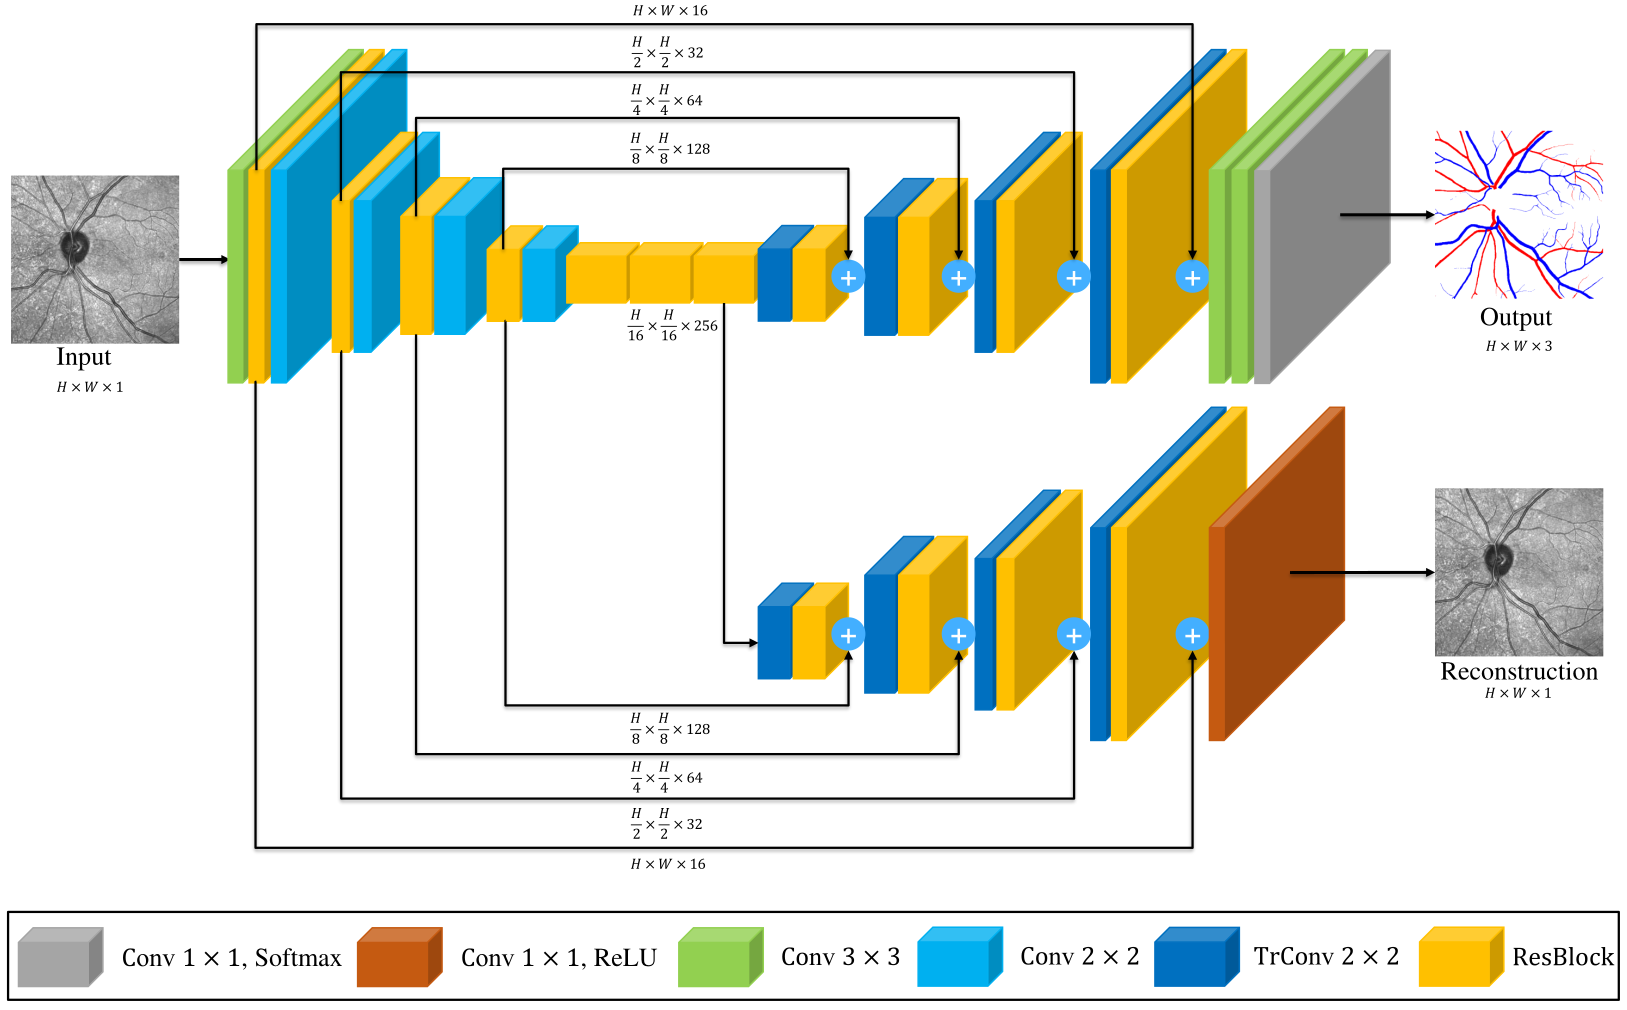 H × W × 16
H/2 × H/2 × 32
H/4 × H/4 × 64
H/8 × H/8 × 128
H/16 × H/16 × 256
Input
H × W × 1
Output
H × W × 3
Reconstruction
H × W × 1
H/8 × H/8 × 128
H/4 × H/4 × 64
H/2 × H/2 × 32
H × W × 16
Conv 1 × 1, Softmax
Conv 1 × 1, ReLU
Conv 3 × 3
Conv 2 × 2
TrConv 2 × 2
ResBlock